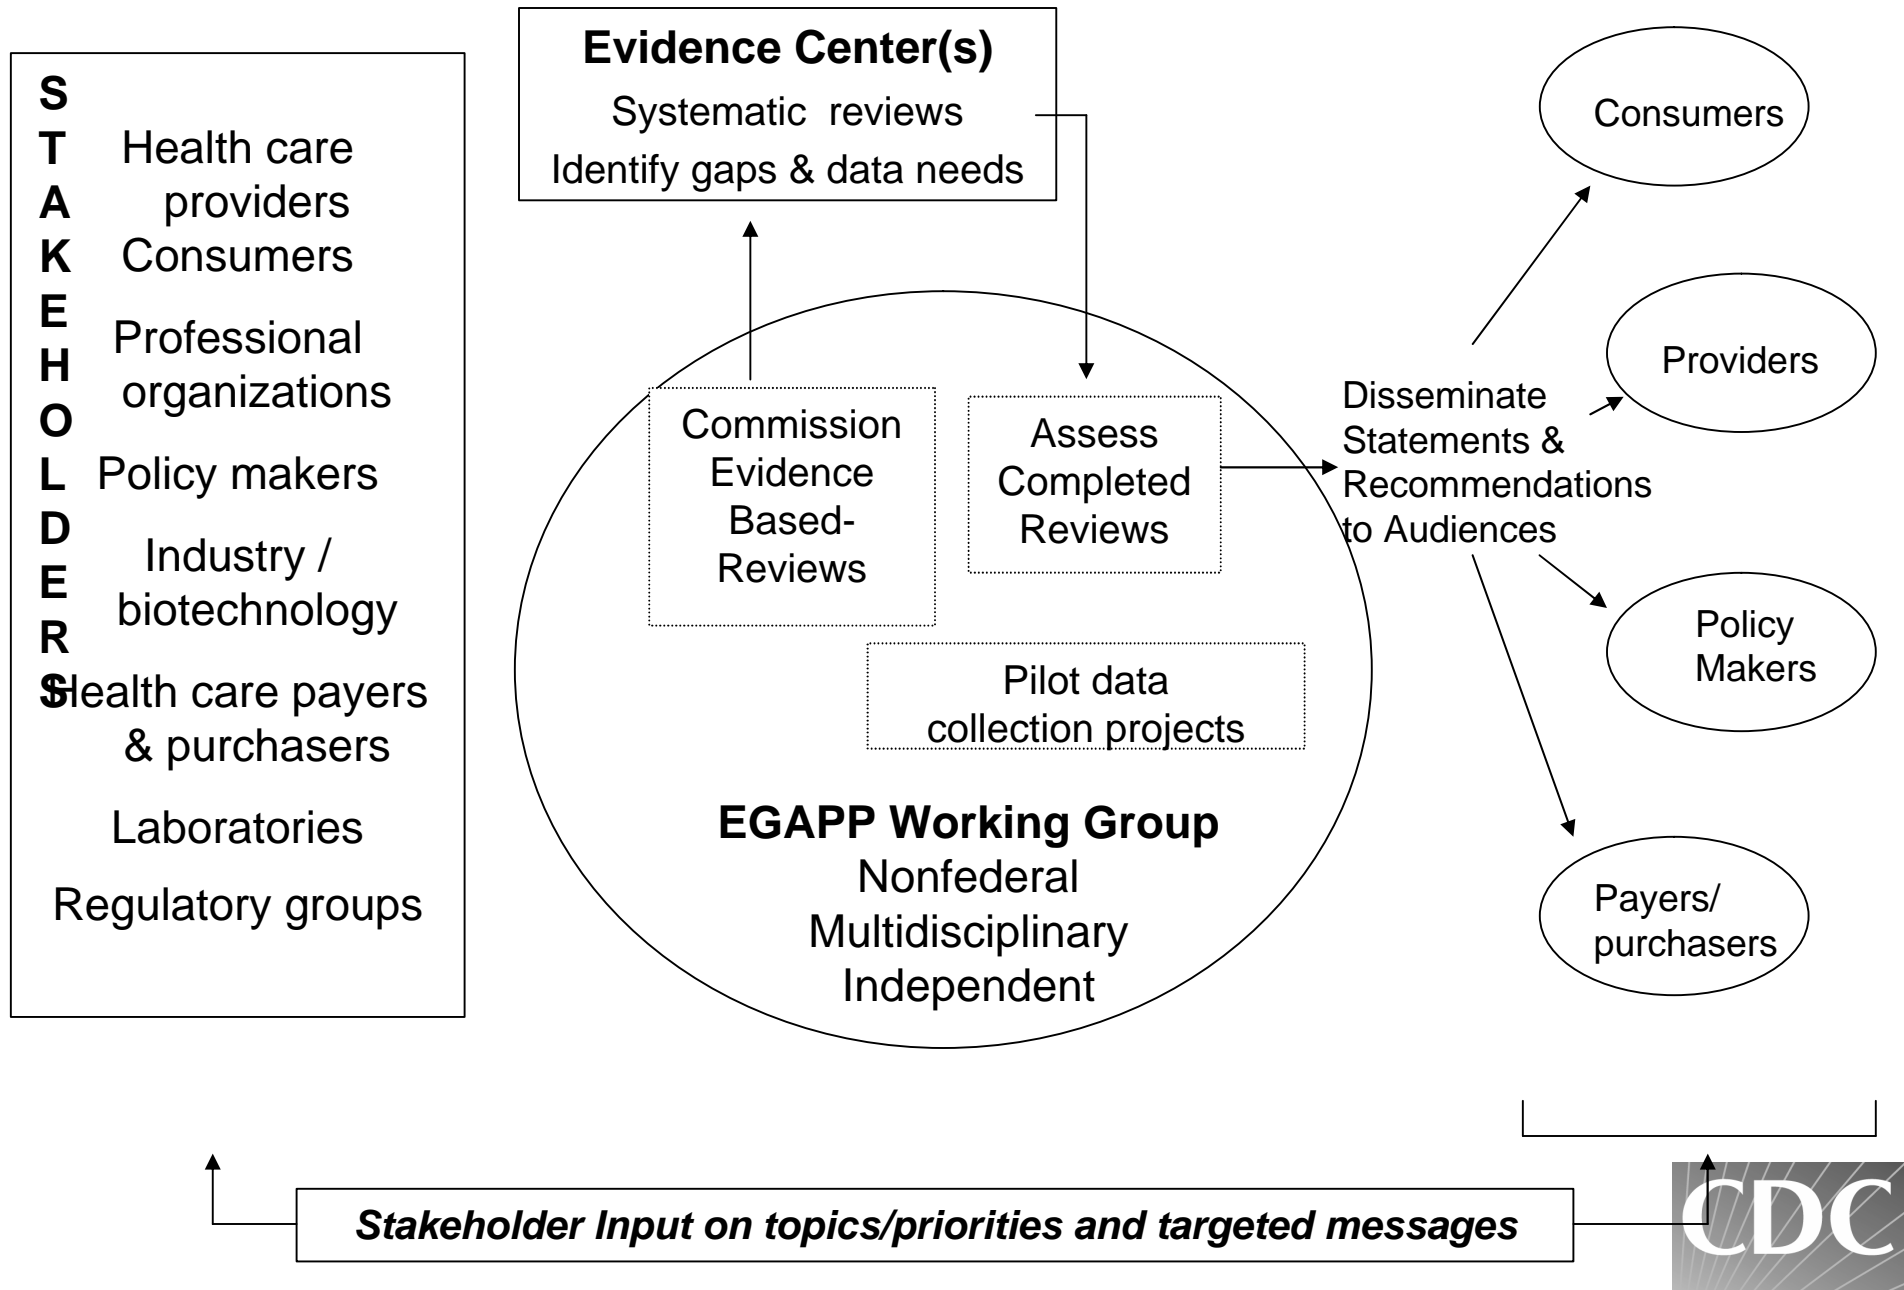 STAKEHOLDERS
Health care
providers
Consumers
Professional
organizations
Policy makers
Industry /
biotechnology
Health care payers
& purchasers
Laboratories
Regulatory groups
Evidence Center(s)
Systematic reviews
Identify gaps & data needs
Commission
Evidence
Based-
Reviews
Assess
Completed
Reviews
Pilot data
collection projects
EGAPP Working Group
Nonfederal
Multidisciplinary
Independent
Disseminate
Statements &
Recommendations
to Audiences
Consumers
Providers
Policy
Makers
Payers/
purchasers
Stakeholder Input on topics/priorities and targeted messages
CDC